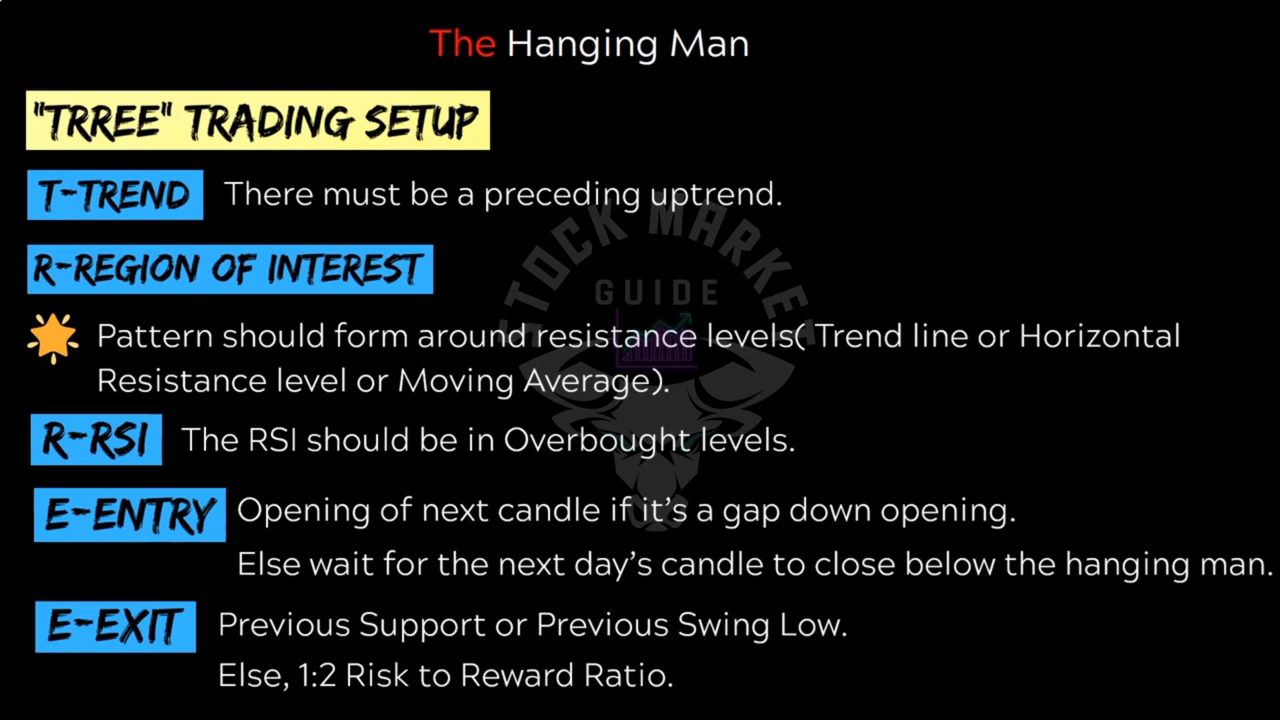 The Hanging Man
"TRREE" TRADING SETUP
T-TREND There must be a preceding uptrend.
R-REGION OF INTEREST
Pattern should form around resistance levels( Trend line or Horizontal
Resistance level or Moving Average).
R-RSI The RSI should be in Overbought levels.
E-ENTRY Opening of next candle if it's a gap down opening.
Else wait for the next day's candle to close below the hanging man.
E-EXIT Previous Support or Previous Swing Low.
Else, 1:2 Risk to Reward Ratio.
STOCK MARKET
GUIDE